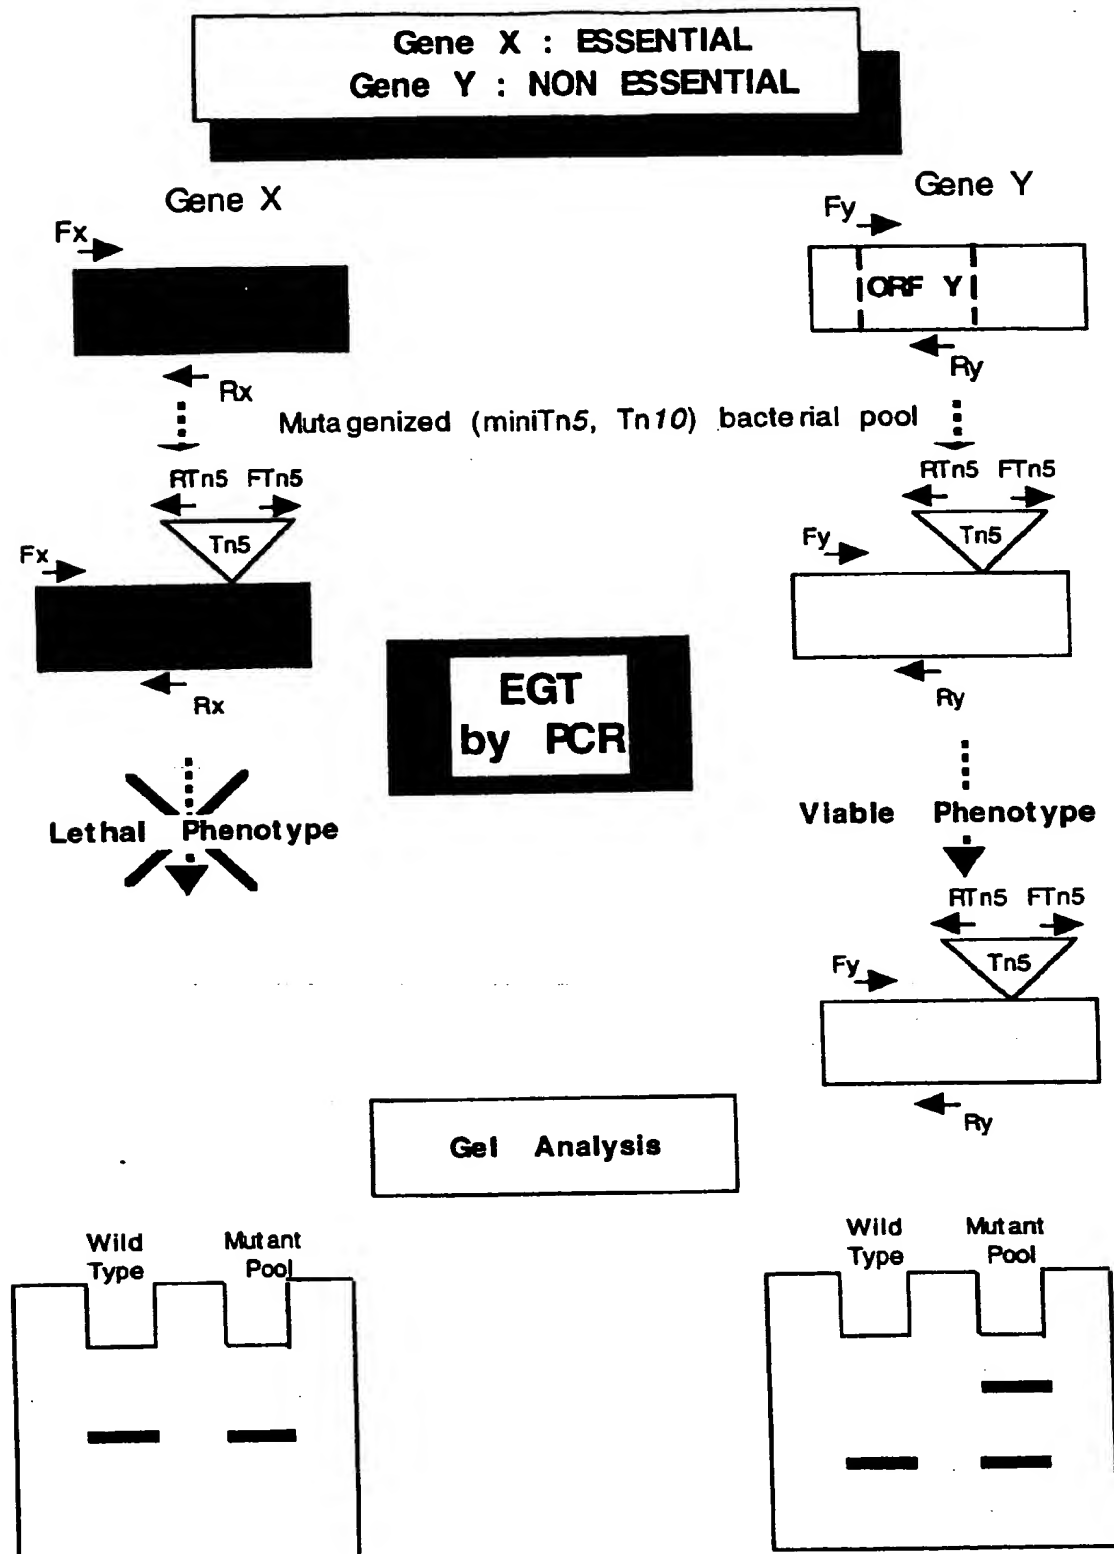 Gene X : ESSENTIAL
Gene Y : NON ESSENTIAL
Gene X
Gene Y
Fx
Fy
ORF Y
Rx
Ry
Mutagenized (miniTn5, Tn10) bacterial pool
RTn5 FTn5
RTn5 FTn5
Tn5
Tn5
Fx
Fy
Rx
Ry
EGT
by PCR
Lethal Phenotype
Viable Phenotype
RTn5 FTn5
Tn5
Fy
Ry
Gel Analysis
Wild Type
Mutant Pool
Wild Type
Mutant Pool